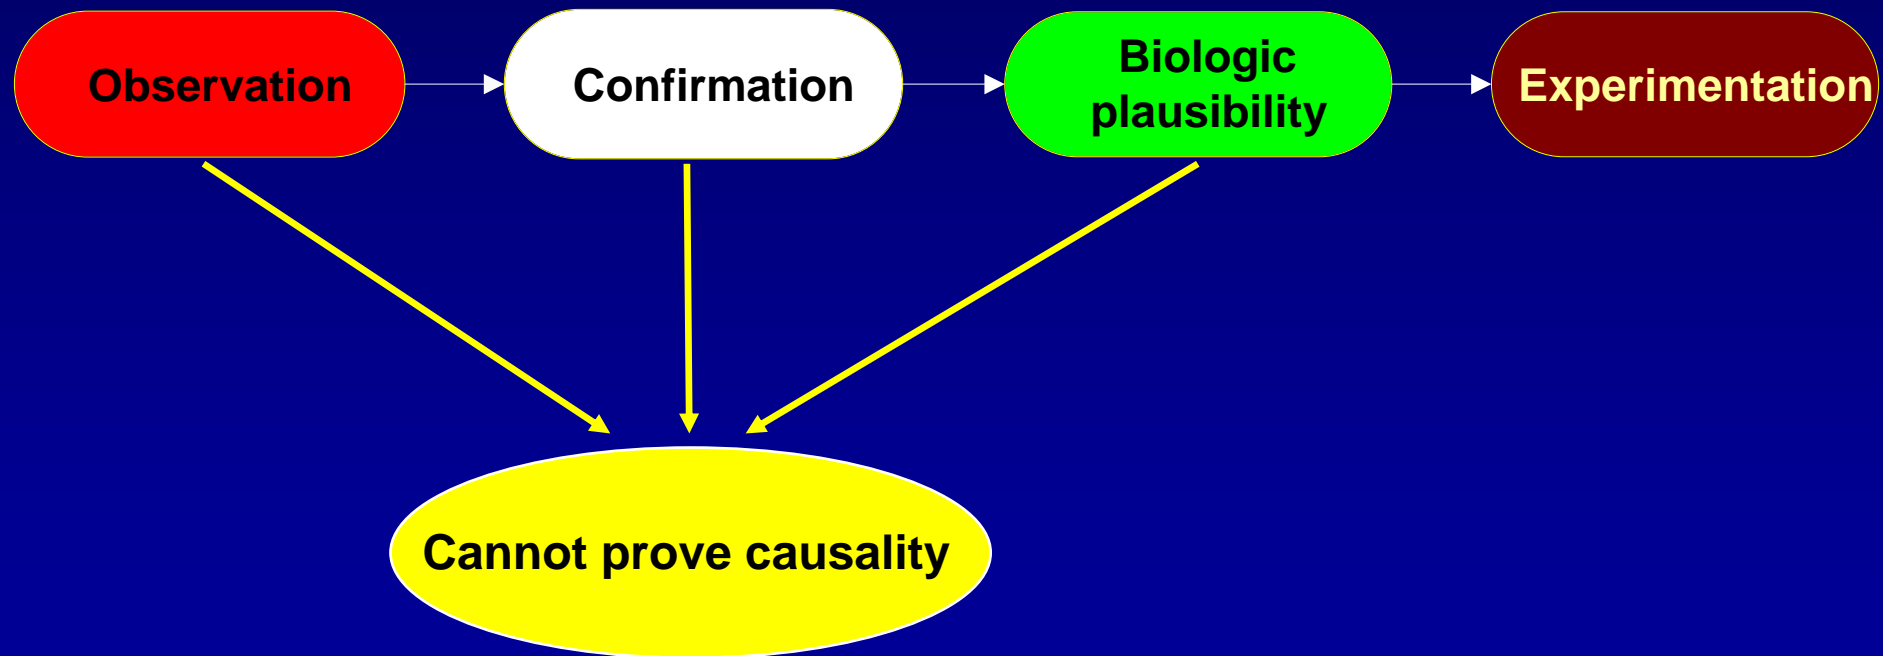 Observation
Confirmation
Biologic
plausibility
Experimentation
Cannot prove causality